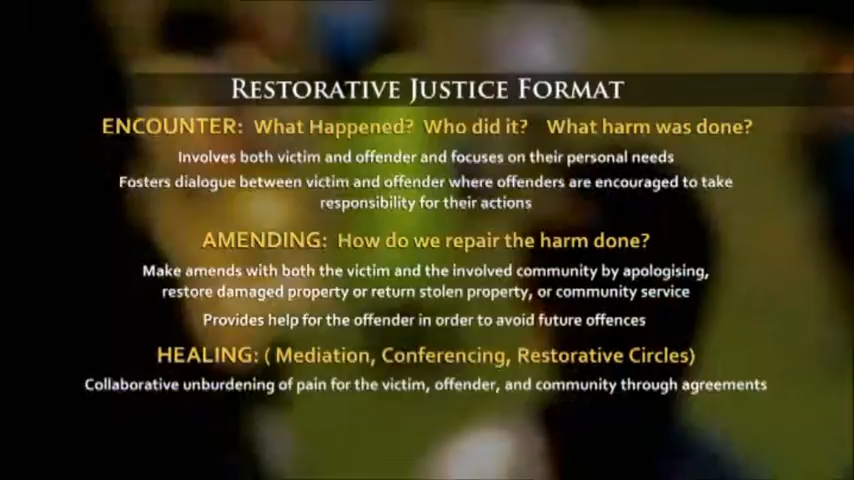 RESTORATIVE JUSTICE FORMAT
ENCOUNTER: What Happened? Who did it? What harm was done?
Involves both victim and offender and focuses on their personal needs
Fosters dialogue between victim and offender where offenders are encouraged to take
responsibility for their actions
AMENDING: How do we repair the harm done?
Make amends with both the victim and the involved community by apologising,
restore damaged property or return stolen property, or community service
Provides help for the offender in order to avoid future offences
HEALING: ( Mediation, Conferencing, Restorative Circles)
Collaborative unburdening of pain for the victim, offender, and community through agreements